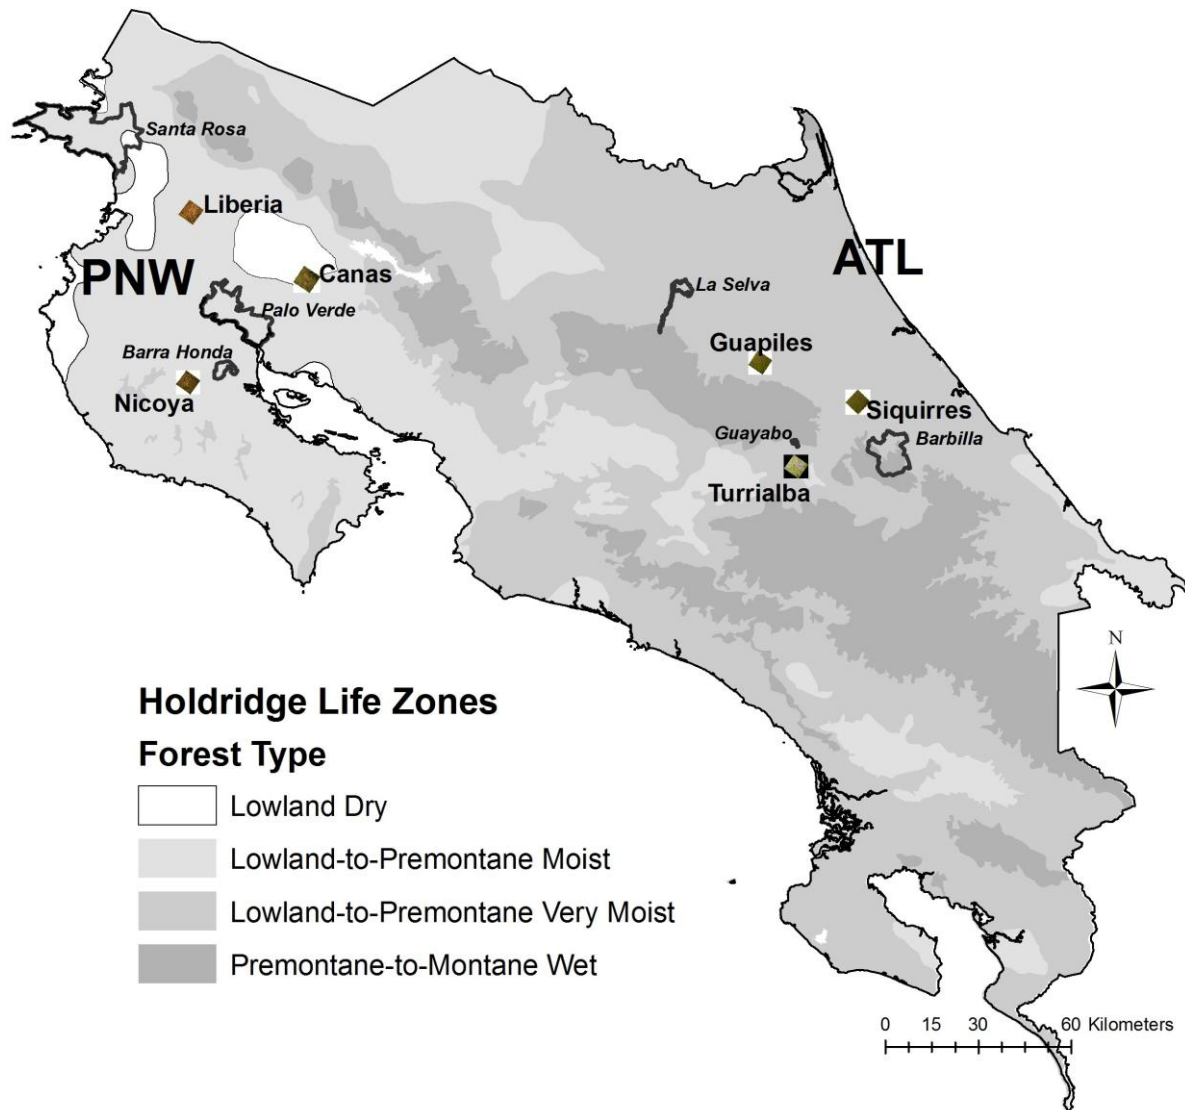 Santa Rosa
Liberia
PNW
ATL
Canas
La Selva
Palo Verde
Guapiles
Barra Honda
Nicoya
Siquirres
Guayabo
Barbilla
Turrialba
N
Holdridge Life Zones
Forest Type
Lowland Dry
Lowland-to-Premontane Moist
Lowland-to-Premontane Very Moist
Premontane-to-Montane Wet
0 15 30 60 Kilometers